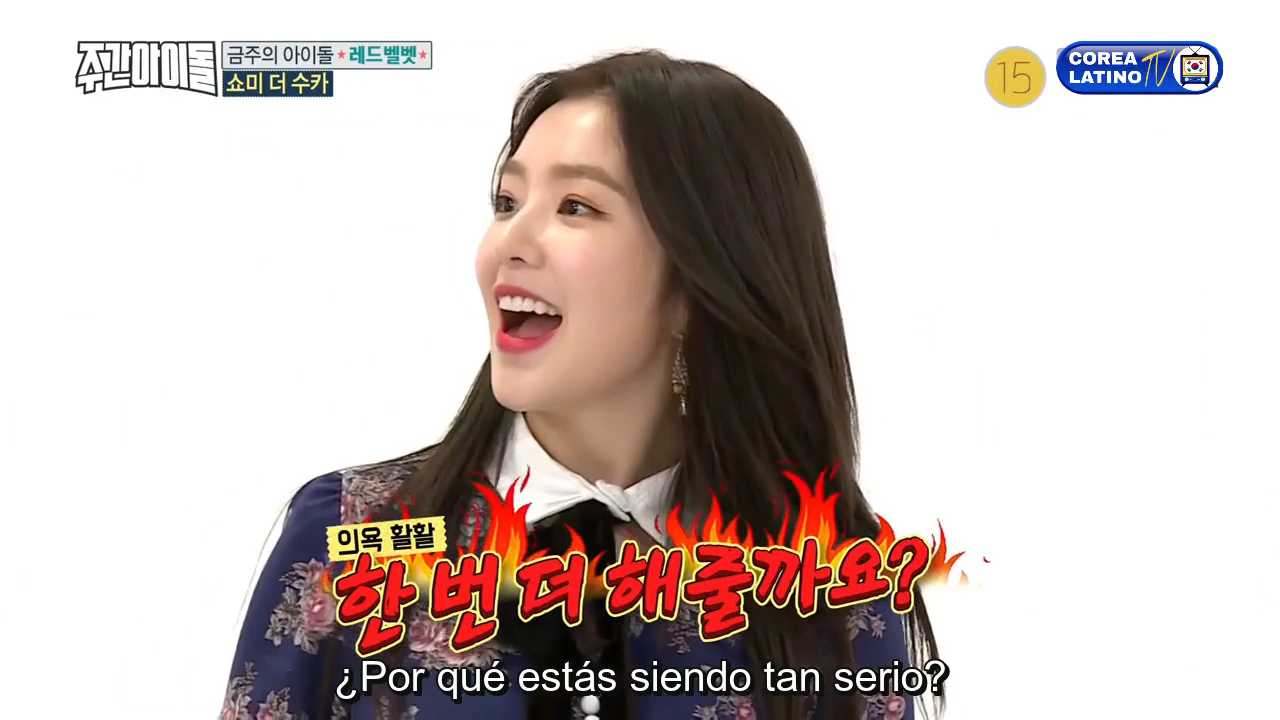 주간아이돌
금주의 아이돌 ★레드벨벳★
쇼미 더 수카
15
COREA
LATINO TV
의욕 활활
한 번 더 해줄까요?
¿Por qué estás siendo tan serio?